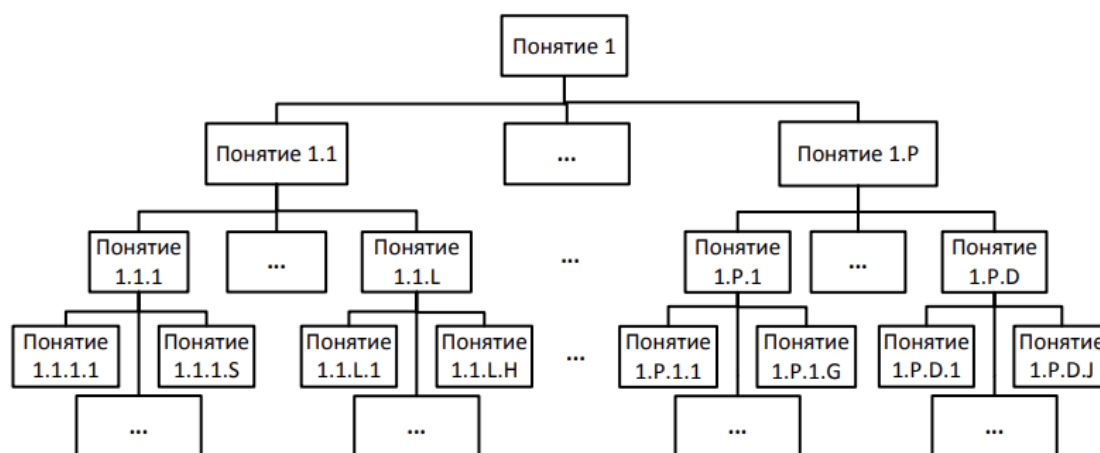 Понятие 1
Понятие 1.1
...
Понятие 1.P
Понятие
1.1.1
...
Понятие
1.1.L
...
Понятие
1.P.1
...
Понятие
1.P.D
Понятие
1.1.1.1
Понятие
1.1.1.S
Понятие
1.1.L.1
Понятие
1.1.L.H
...
Понятие
1.P.1.1
Понятие
1.P.1.G
Понятие
1.P.D.1
Понятие
1.P.D.J
...
...
...
...